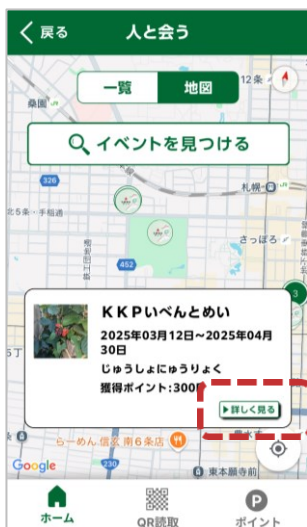 戻る
人と会う
一覧
地図
12条
桑園
イベントを見つける
326
札幌
北5条・手稲通
さっぽろ
452
3
KKPいべんとめい
2025年03月12日~2025年04月
30日
じゅうしょにゅうりょく
獲得ポイント:300
詳しく見る
らーめん 信玄 南6条店
Google
230
東本願寺前
ホーム
QR読取
ポイント